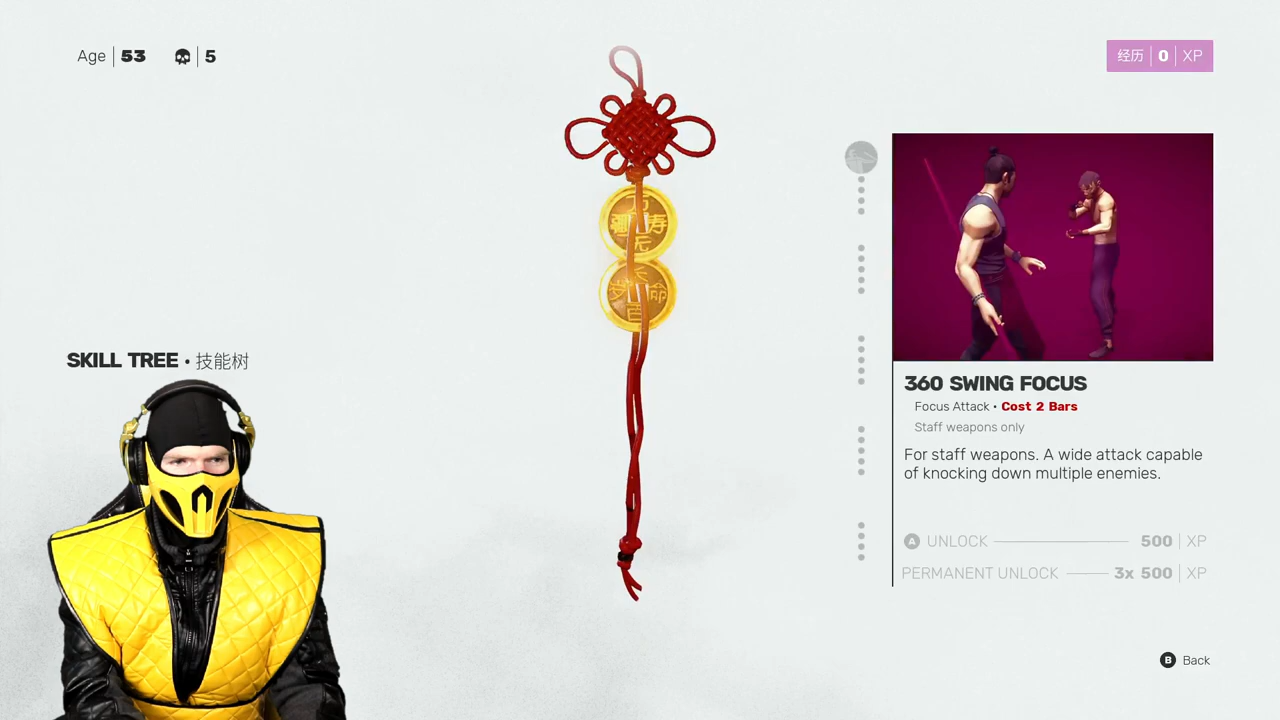 Age 53 5
经历 0 XP
SKILL TREE • 技能树
360 SWING FOCUS
Focus Attack • Cost 2 Bars
Staff weapons only
For staff weapons. A wide attack capable
of knocking down multiple enemies.
A UNLOCK 500 XP
PERMANENT UNLOCK 3x 500 XP
B Back